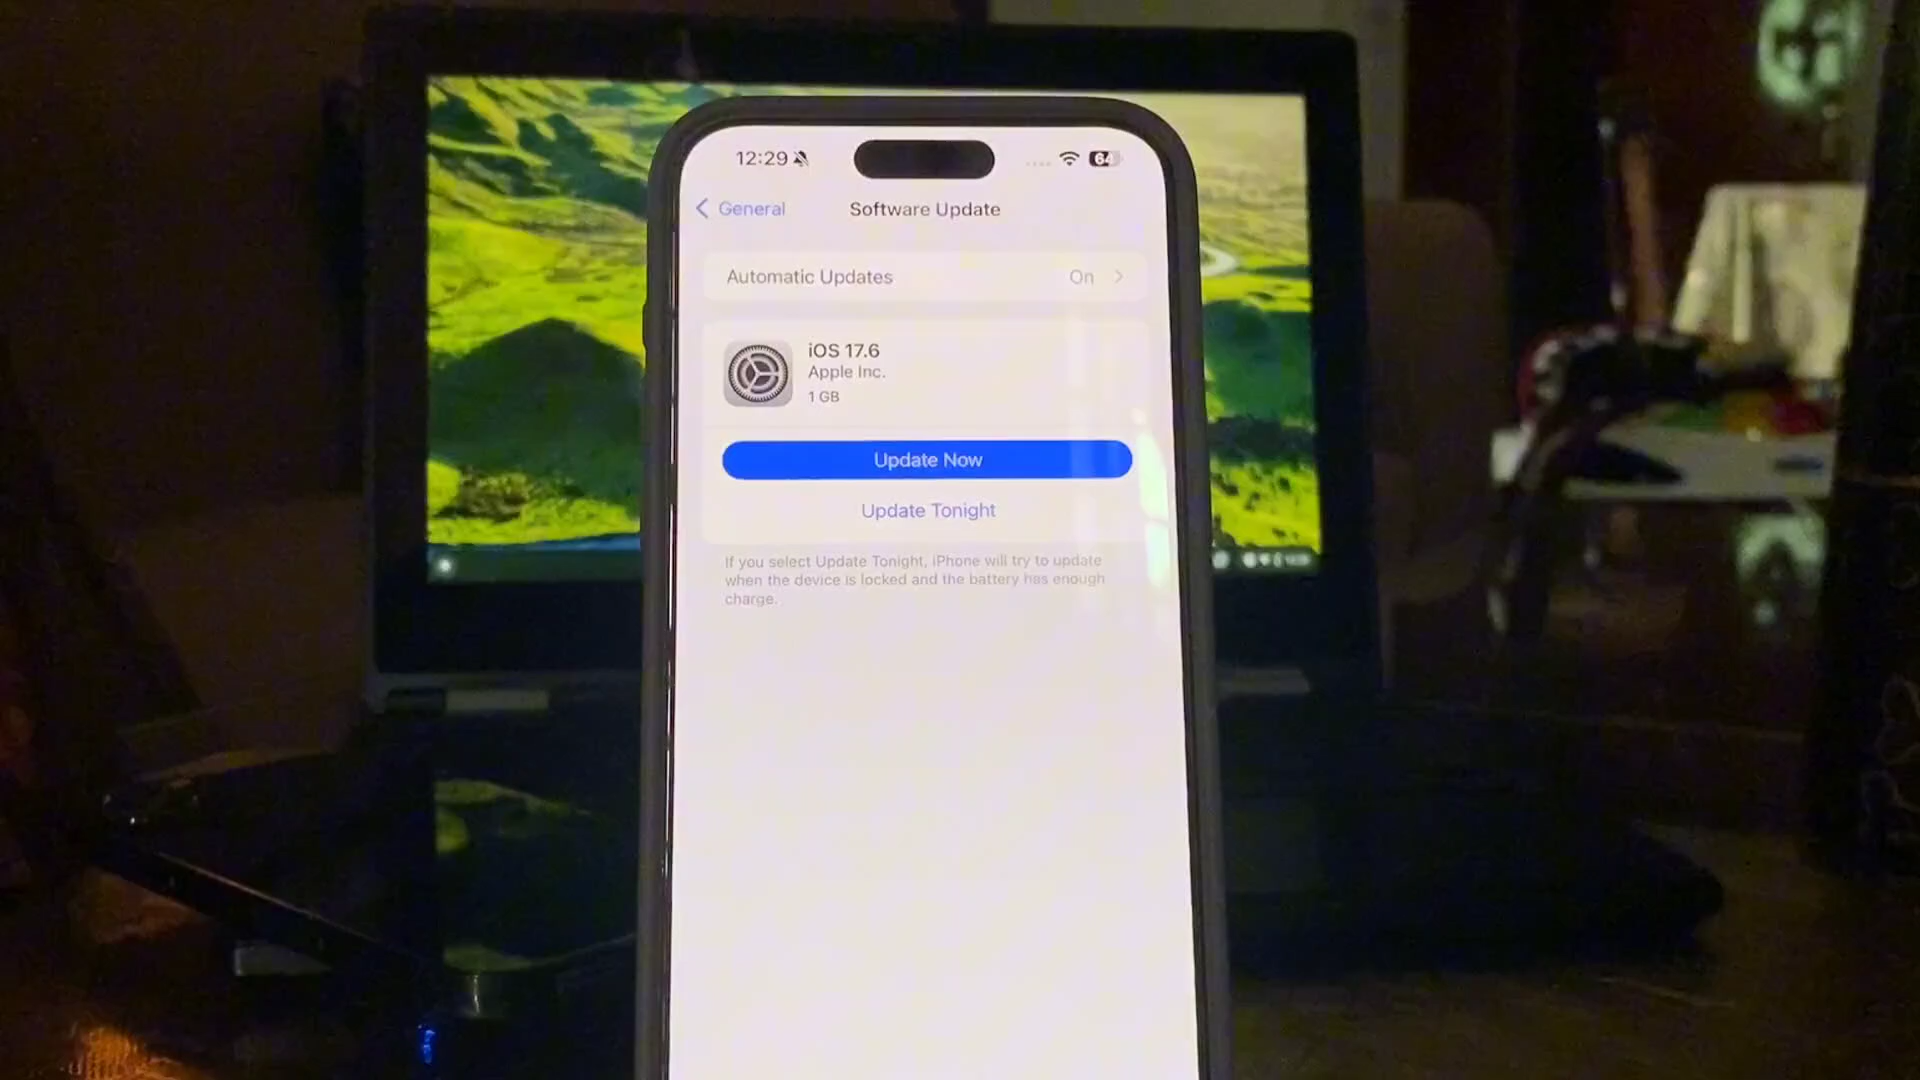 12:29
64
General
Software Update
Automatic Updates On
iOS 17.6
Apple Inc.
1 GB
Update Now
Update Tonight
If you select Update Tonight, iPhone will try to update
when the device is locked and the battery has enough
charge.